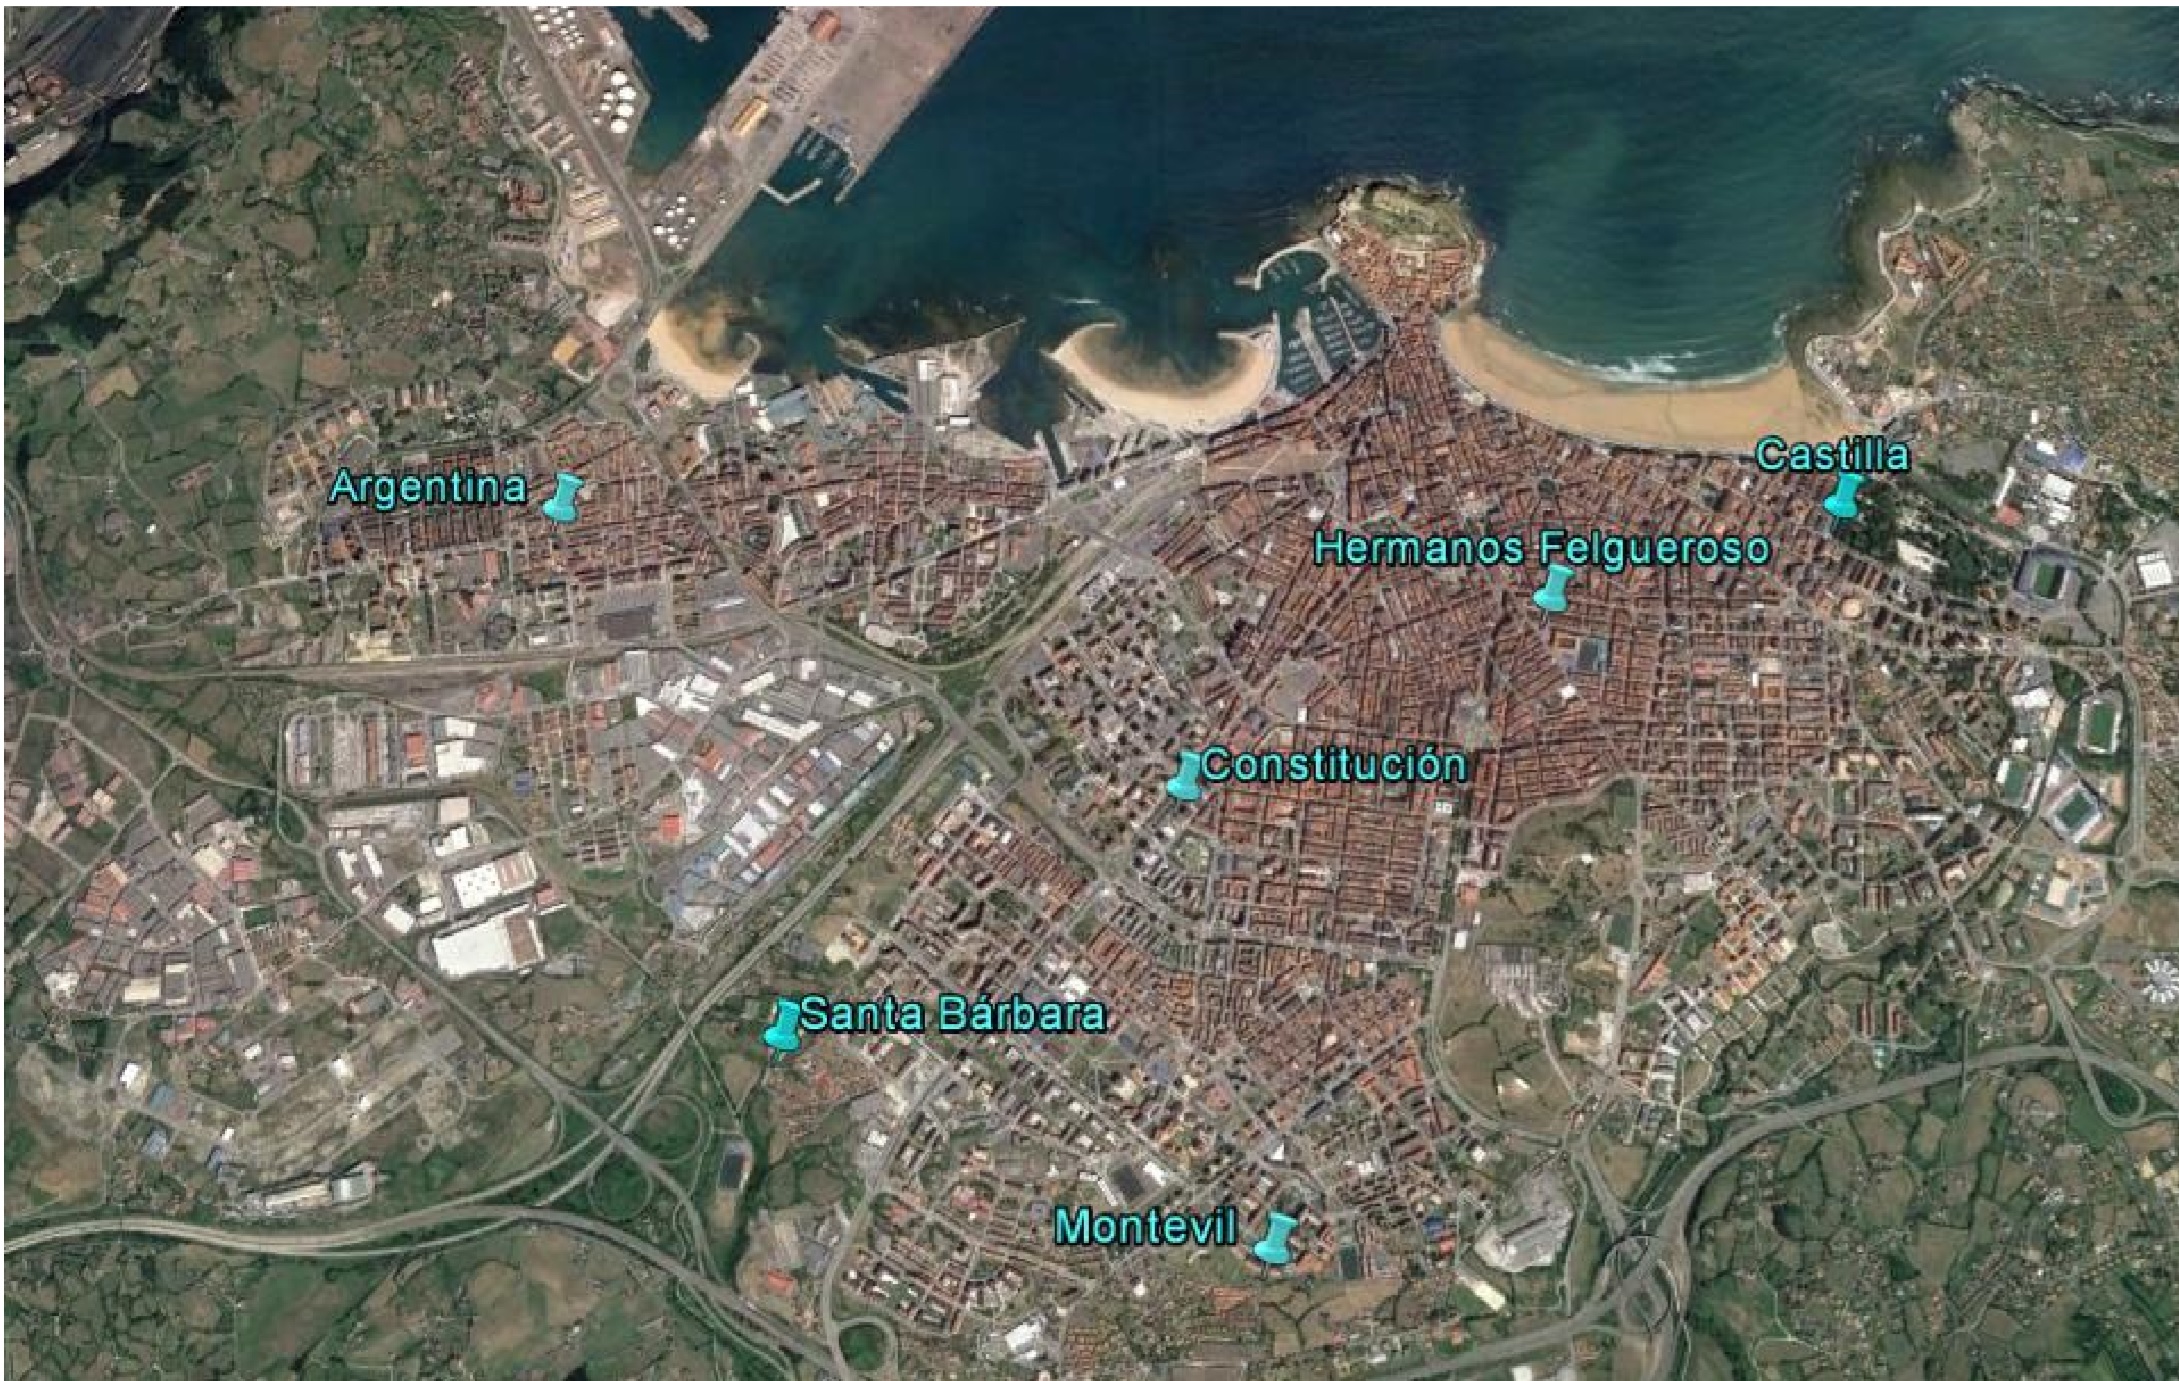 Castilla
Argentina
Hermanos Felgueroso
Constitución
Santa Bárbara
Montevil